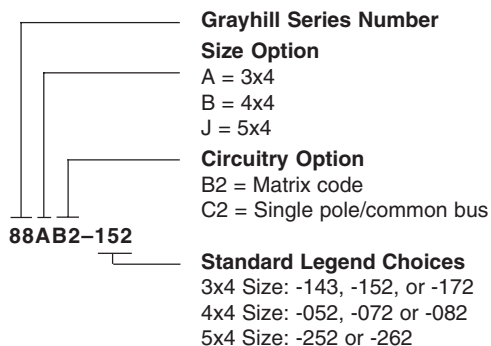 Grayhill Series Number
Size Option
A = 3x4
B = 4x4
J = 5x4
Circuitry Option
B2 = Matrix code
C2 = Single pole/common bus
88AB2–152
Standard Legend Choices
3x4 Size: -143, -152, or -172
4x4 Size: -052, -072 or -082
5x4 Size: -252 or -262